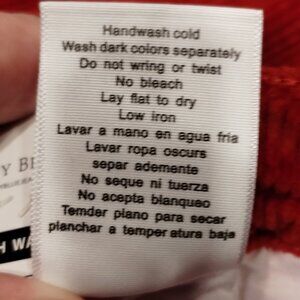 Handwash cold
Wash dark colors separately
Do not wring or twist
No bleach
Lay flat to dry
Low iron
Lavar a mano en agua fria
Lavar ropa oscurs
separ ademente
No seque ni tuerza
No acepta blanqueo
Temder plano para secar
planchar a temper atura baja